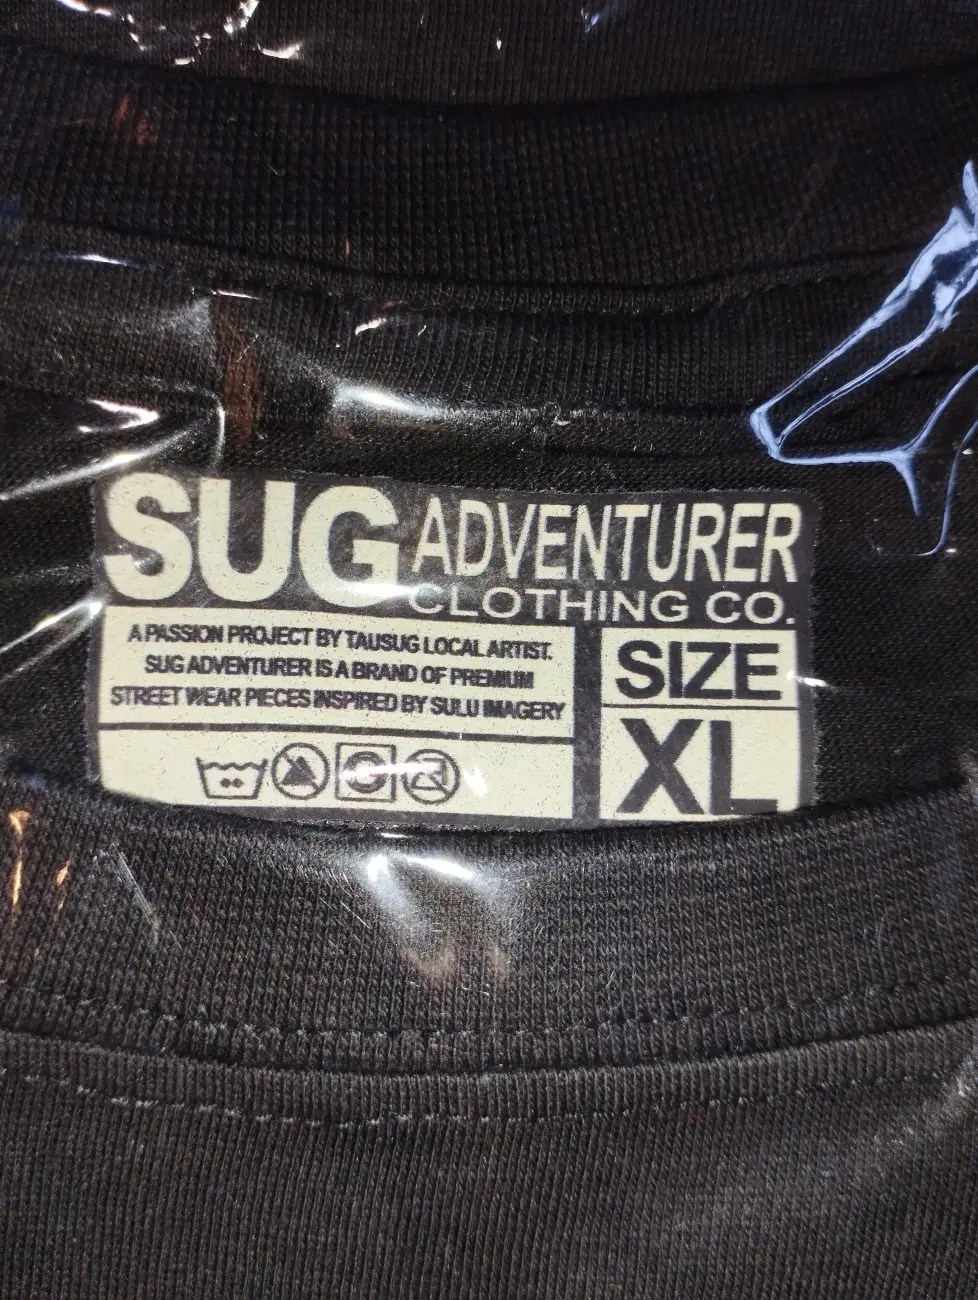 SUG ADVENTURER
CLOTHING CO.
A PASSION PROJECT BY TAUSUG LOCAL ARTIST.
SUG ADVENTURER IS A BRAND OF PREMIUM
STREET WEAR PIECES INSPIRED BY SULU IMAGERY
SIZE
XL